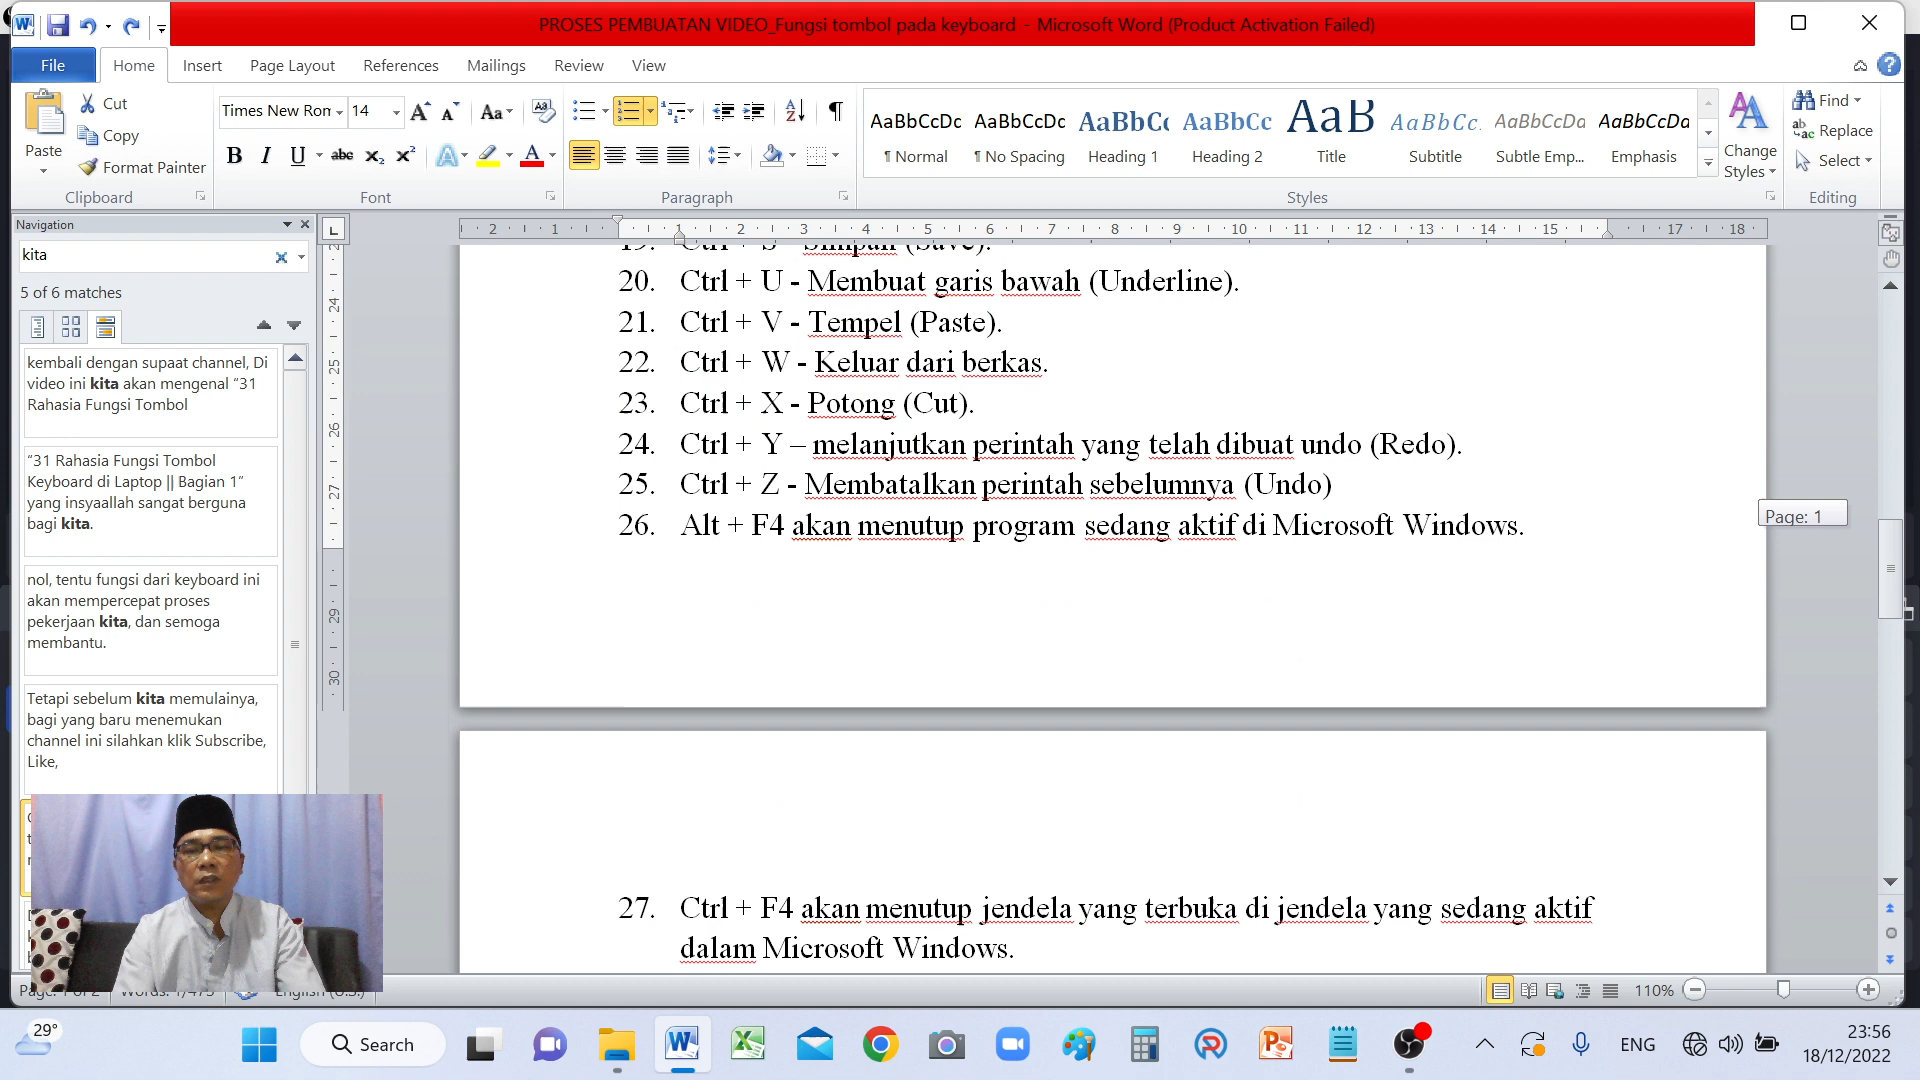 PROSES PEMBUATAN VIDEO_Fungsi tombol pada keyboard - Microsoft Word (Product Activation Failed)
File Home Insert Page Layout References Mailings Review View
Paste
Cut
Copy
Format Painter
Clipboard
Times New Ron 14
Font
Paragraph
AaBbCcDc AaBbCcDc AaBbCc AaBbCc AaB AaBbCc. AaBbCcDa AaBbCcDa
¶ Normal ¶ No Spacing Heading 1 Heading 2 Title Subtitle Subtle Emp... Emphasis
Change Styles
Styles
Find
Replace
Select
Editing
Navigation
kita
5 of 6 matches
kembali dengan supaat channel, Di
video ini kita akan mengenal “31
Rahasia Fungsi Tombol
“31 Rahasia Fungsi Tombol
Keyboard di Laptop || Bagian 1”
yang insyaallah sangat berguna
bagi kita.
nol, tentu fungsi dari keyboard ini
akan mempercepat proses
pekerjaan kita, dan semoga
membantu.
Tetapi sebelum kita memulainya,
bagi yang baru menemukan
channel ini silahkan klik Subscribe,
Like,
19. Ctrl + S - Simpan (Save).
20. Ctrl + U - Membuat garis bawah (Underline).
21. Ctrl + V - Tempel (Paste).
22. Ctrl + W - Keluar dari berkas.
23. Ctrl + X - Potong (Cut).
24. Ctrl + Y – melanjutkan perintah yang telah dibuat undo (Redo).
25. Ctrl + Z - Membatalkan perintah sebelumnya (Undo)
26. Alt + F4 akan menutup program sedang aktif di Microsoft Windows.
Page: 1
27. Ctrl + F4 akan menutup jendela yang terbuka di jendela yang sedang aktif
dalam Microsoft Windows.
110%
29°
Search
ENG
23:56
18/12/2022